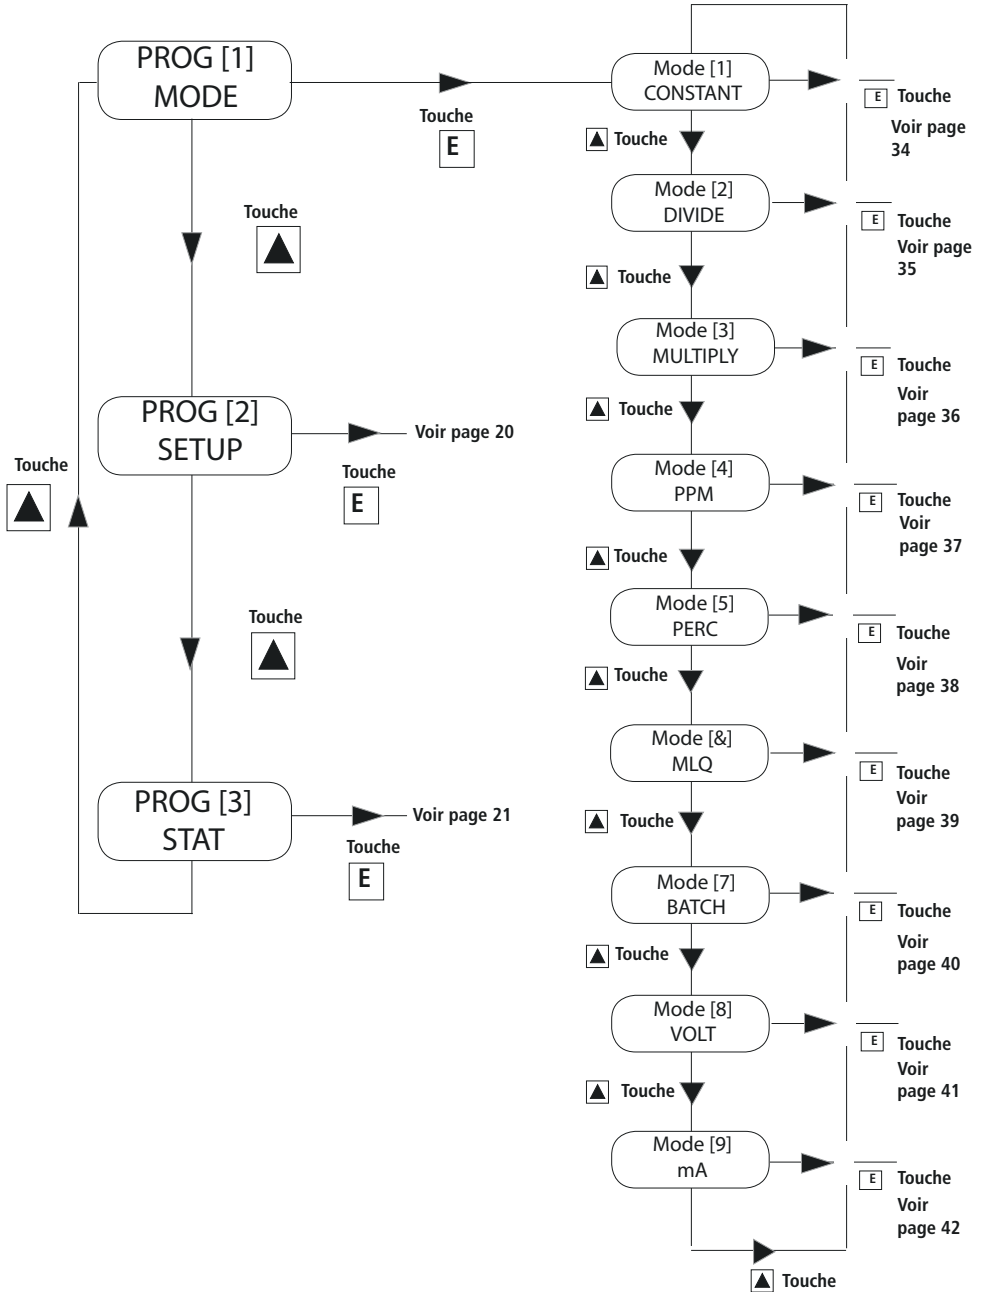 PROG [1]
MODE
Touche
E
Touche
PROG [2]
SETUP
Voir page 20
Touche
E
Touche
Touche
PROG [3]
STAT
Voir page 21
Touche
E
Mode [1]
CONSTANT
E Touche
Voir page
34
Touche
Mode [2]
DIVIDE
E Touche
Voir page
35
Touche
Mode [3]
MULTIPLY
E Touche
Voir
page 36
Touche
Mode [4]
PPM
E Touche
Voir
page 37
Touche
Mode [5]
PERC
E Touche
Voir
page 38
Touche
Mode [&]
MLQ
E Touche
Voir
page 39
Touche
Mode [7]
BATCH
E Touche
Voir
page 40
Touche
Mode [8]
VOLT
E Touche
Voir
page 41
Touche
Mode [9]
mA
E Touche
Voir
page 42
Touche